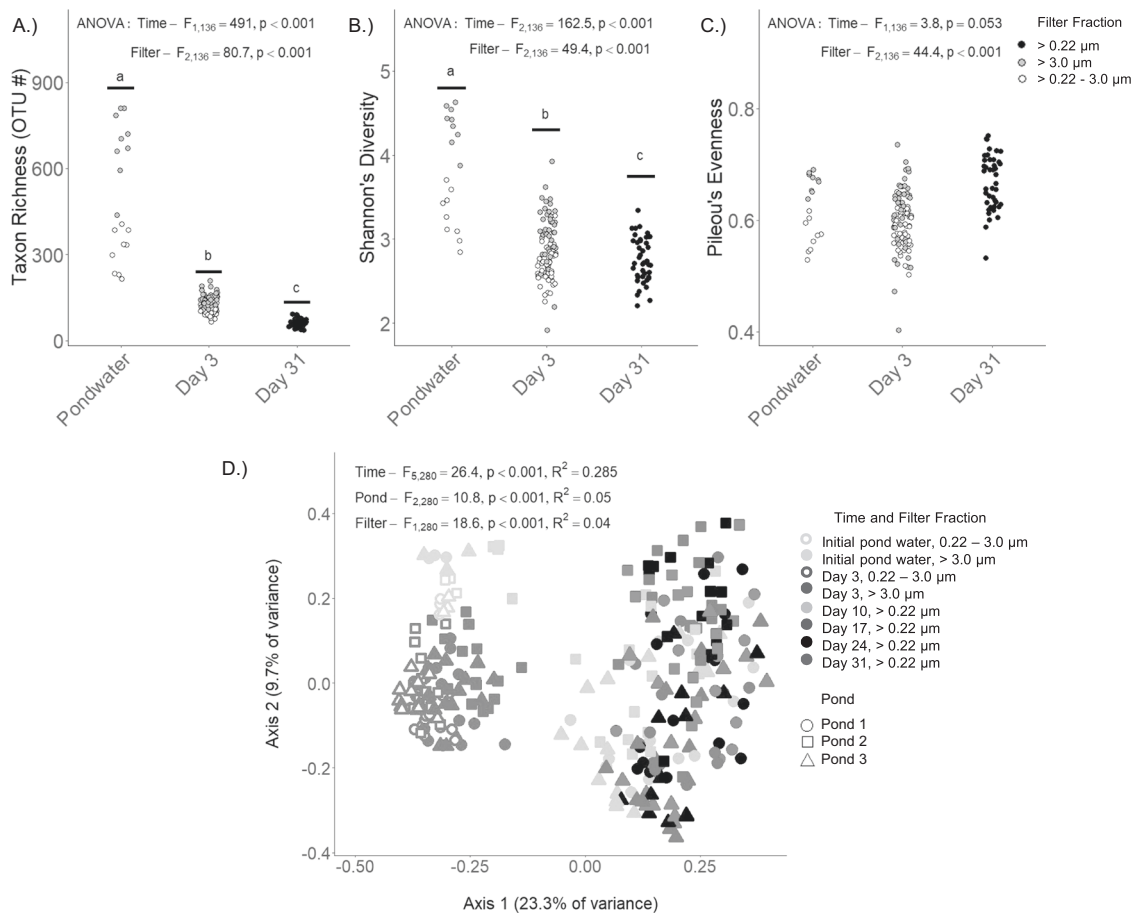 A.)
ANOVA : Time – F1,136 = 491, p < 0.001
Filter – F2,136 = 80.7, p < 0.001
Taxon Richness (OTU #)
900
600
300
0
a
b
c
Pondwater
Day 3
Day 31
B.)
ANOVA : Time – F2,136 = 162.5, p < 0.001
Filter – F2,136 = 49.4, p < 0.001
Shannon's Diversity
5
4
3
2
a
b
c
Pondwater
Day 3
Day 31
C.)
ANOVA : Time – F1,136 = 3.8, p = 0.053
Filter – F2,136 = 44.4, p < 0.001
Pileou's Evenness
0.8
0.6
0.4
Pondwater
Day 3
Day 31
Filter Fraction
> 0.22 µm
> 3.0 µm
> 0.22 - 3.0 µm
D.)
Time – F5,280 = 26.4, p < 0.001, R2 = 0.285
Pond – F2,280 = 10.8, p < 0.001, R2 = 0.05
Filter – F1,280 = 18.6, p < 0.001, R2 = 0.04
Axis 2 (9.7% of variance)
0.4
0.2
0.0
-0.2
-0.4
-0.50
-0.25
0.00
0.25
Axis 1 (23.3% of variance)
Time and Filter Fraction
Initial pond water, 0.22 – 3.0 µm
Initial pond water, > 3.0 µm
Day 3, 0.22 – 3.0 µm
Day 3, > 3.0 µm
Day 10, > 0.22 µm
Day 17, > 0.22 µm
Day 24, > 0.22 µm
Day 31, > 0.22 µm
Pond
Pond 1
Pond 2
Pond 3